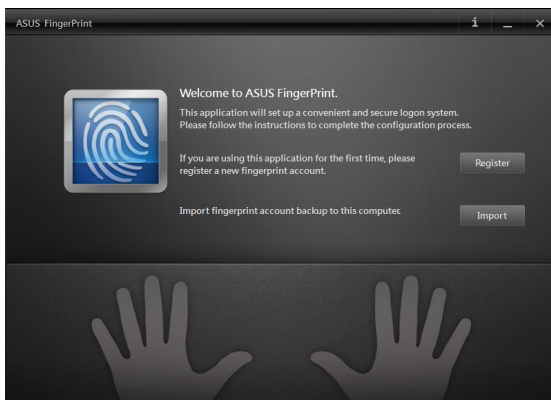 ASUS FingerPrint
Welcome to ASUS FingerPrint.
This application will set up a convenient and secure logon system.
Please follow the instructions to complete the configuration process.
If you are using this application for the first time, please
register a new fingerprint account.
Register
Import fingerprint account backup to this computer.
Import